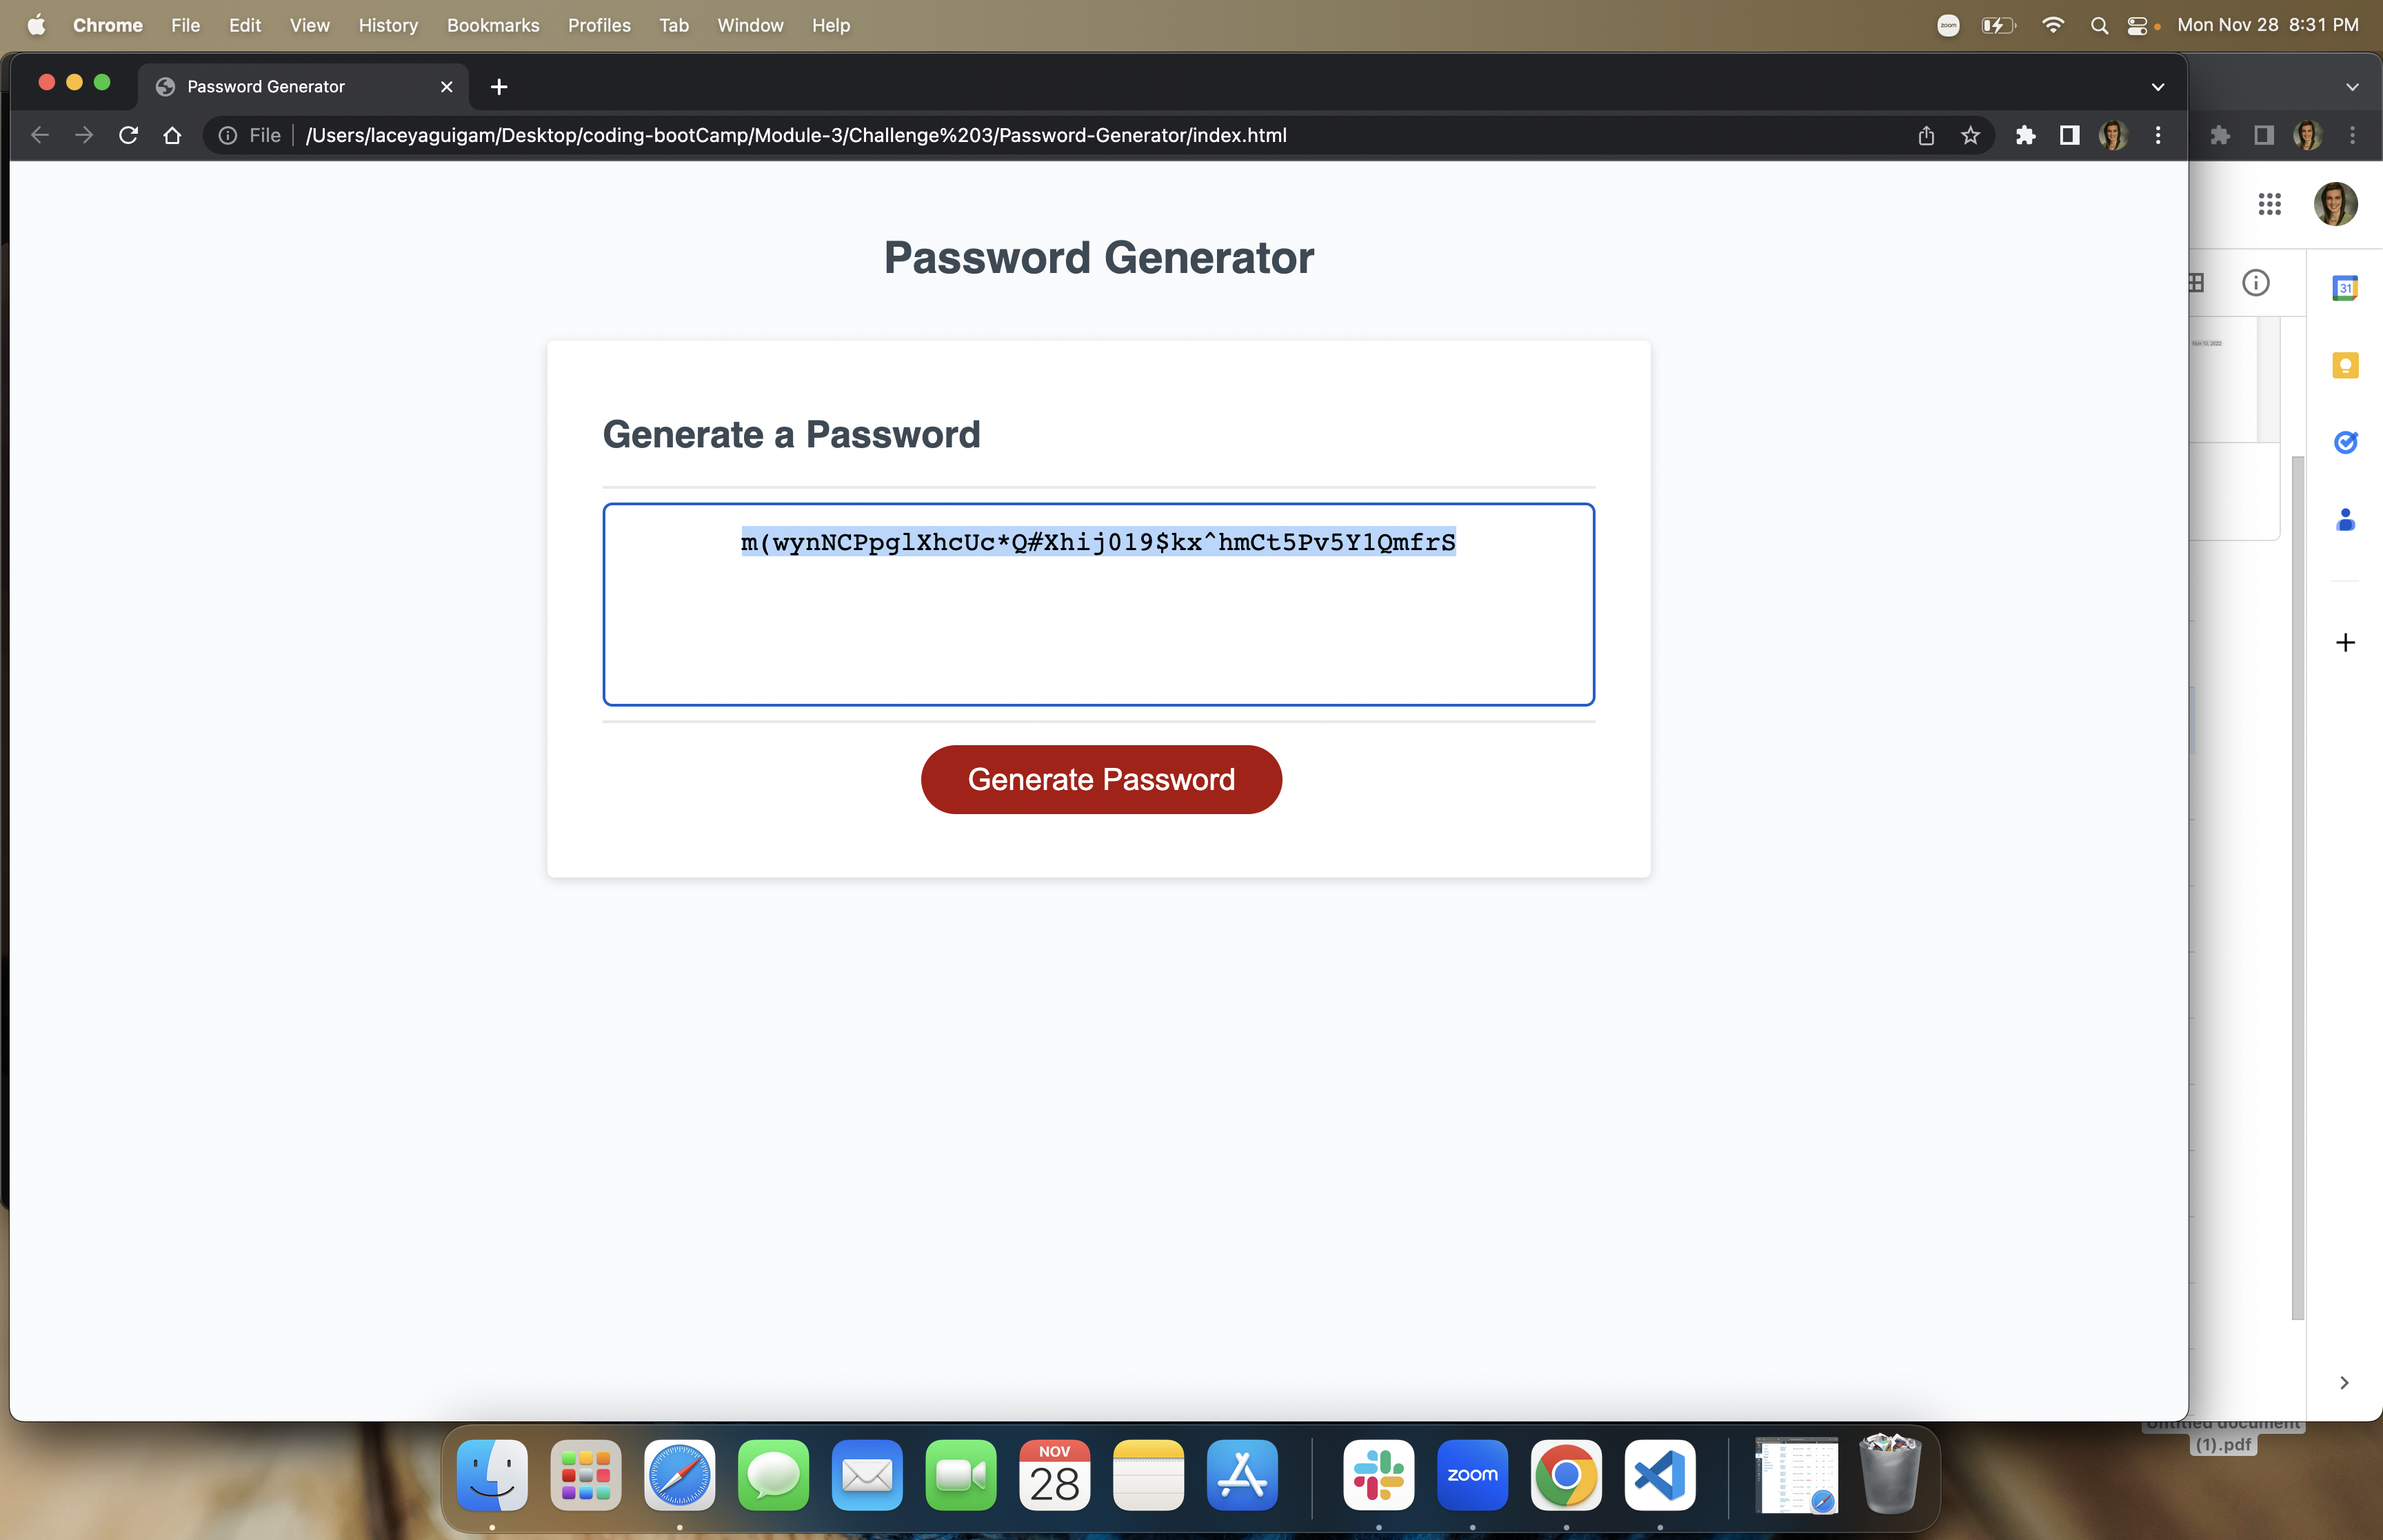 Chrome File Edit View History Bookmarks Profiles Tab Window Help
zoom
Mon Nov 28 8:31 PM
Password Generator
File /Users/laceyaguigam/Desktop/coding-bootCamp/Module-3/Challenge%203/Password-Generator/index.html
Password Generator
31
Generate a Password
m(wynNCPpglXhcUc*Q#Xhij019$kx^hmCt5Pv5Y1QmfrS
Generate Password
Untitled document
(1).pdf
NOV
28
zoom